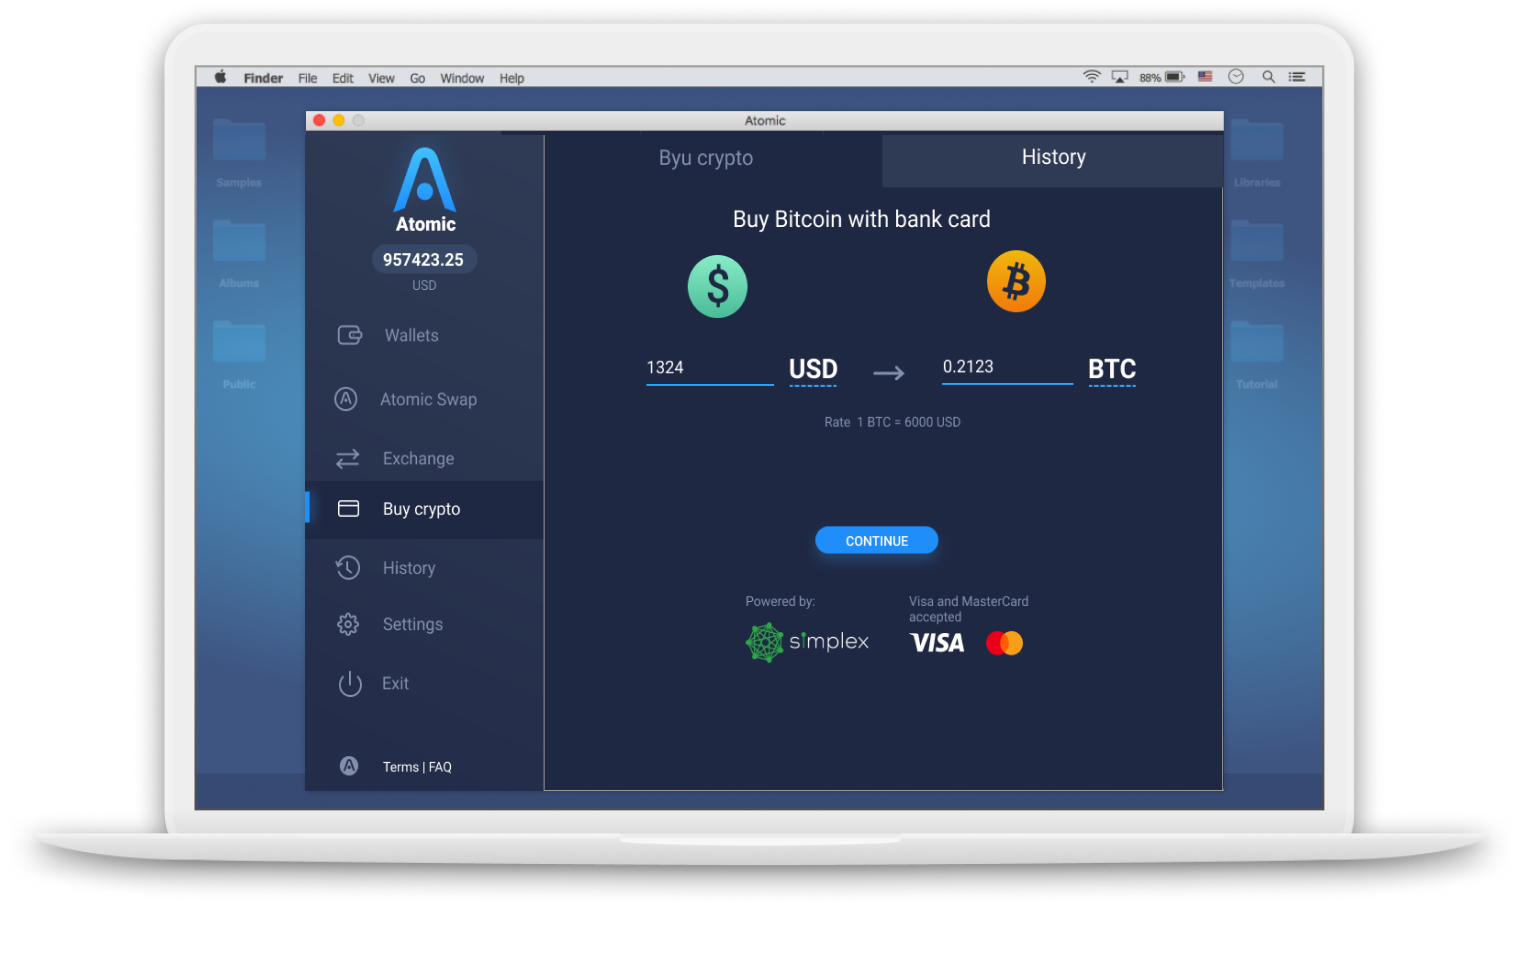 Finder File Edit View Go Window Help 88%
Atomic
Samples
Albums
Public
Libraries
Templates
Tutorial
Atomic
957423.25
USD
Wallets
Atomic Swap
Exchange
Buy crypto
History
Settings
Exit
Terms | FAQ
Byu crypto
History
Buy Bitcoin with bank card
1324 USD → 0.2123 BTC
Rate 1 BTC = 6000 USD
CONTINUE
Powered by:
simplex
Visa and MasterCard
accepted
VISA